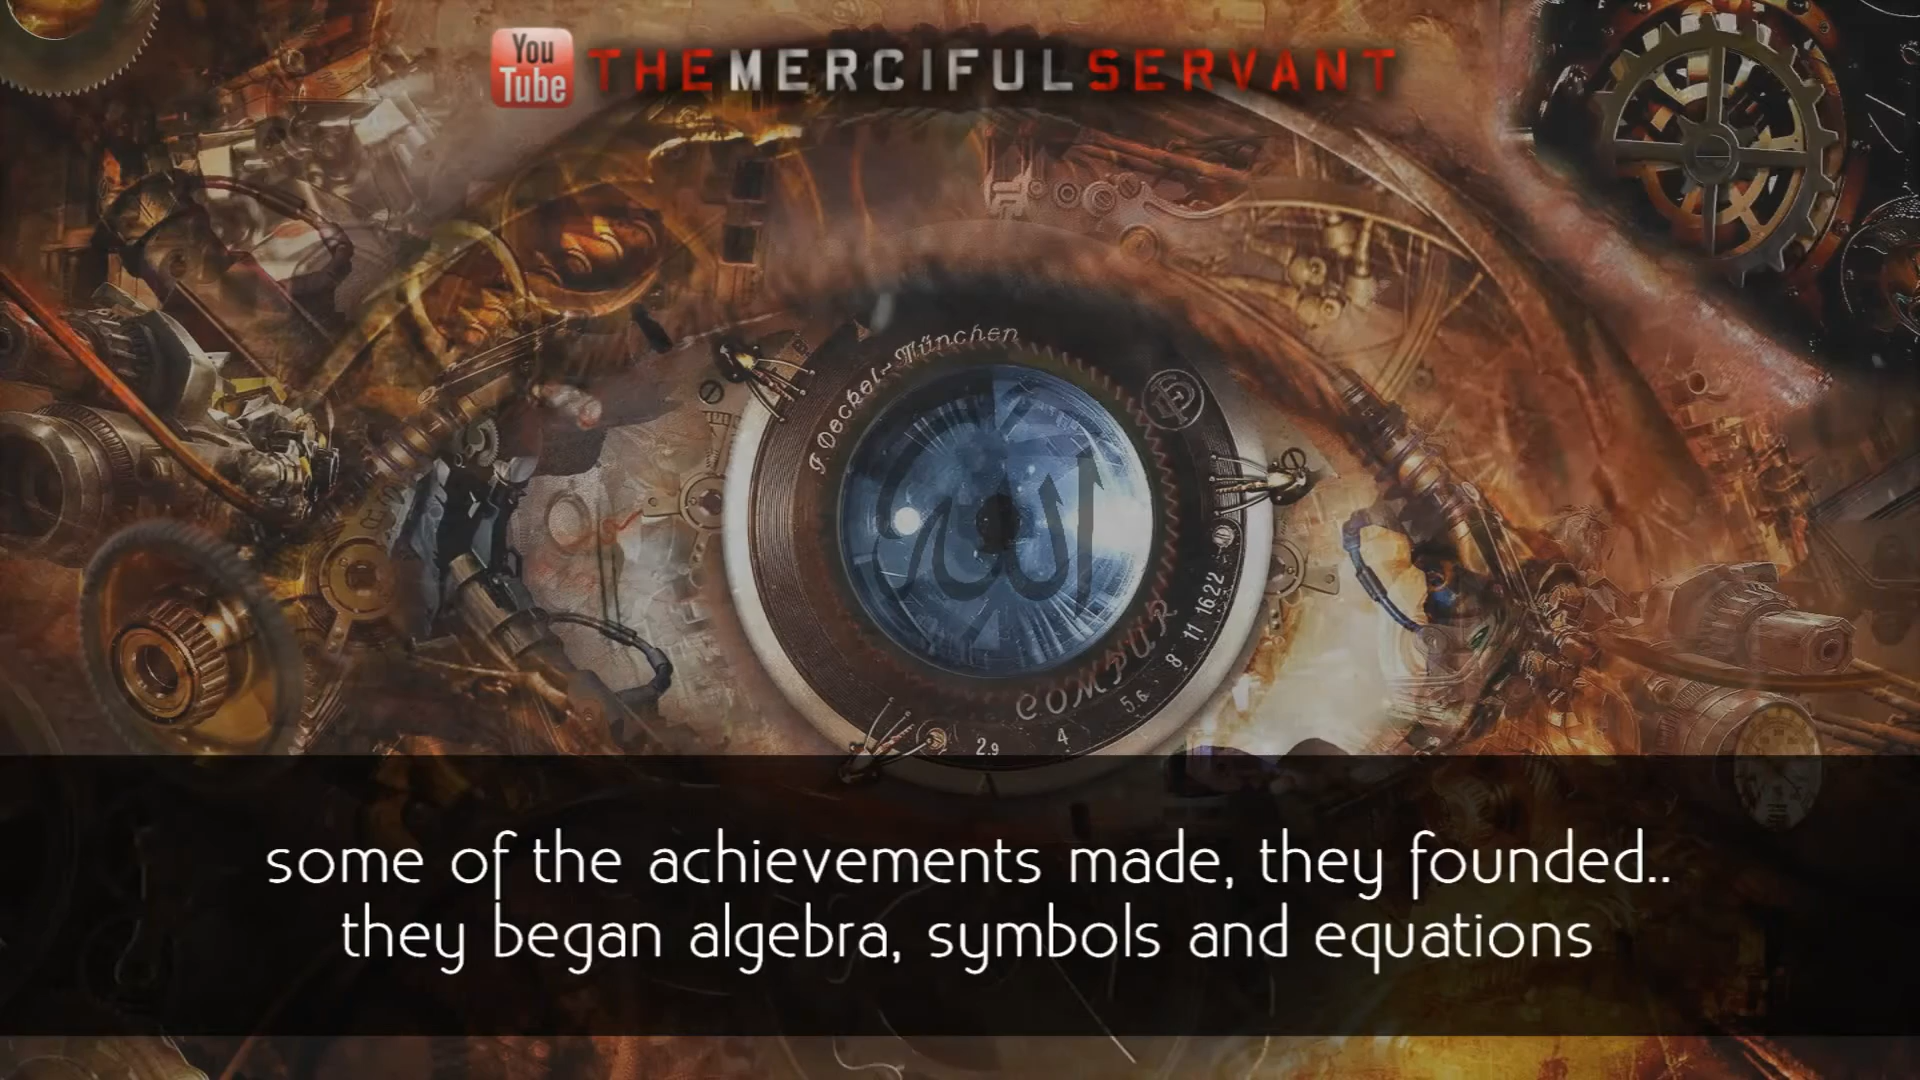 You
Tube
THEMERCIFULSERVANT
F. Deckel-München
الله
COMPUR
2.9 4 5.6 8 11 16 22
some of the achievements made, they founded..
they began algebra, symbols and equations